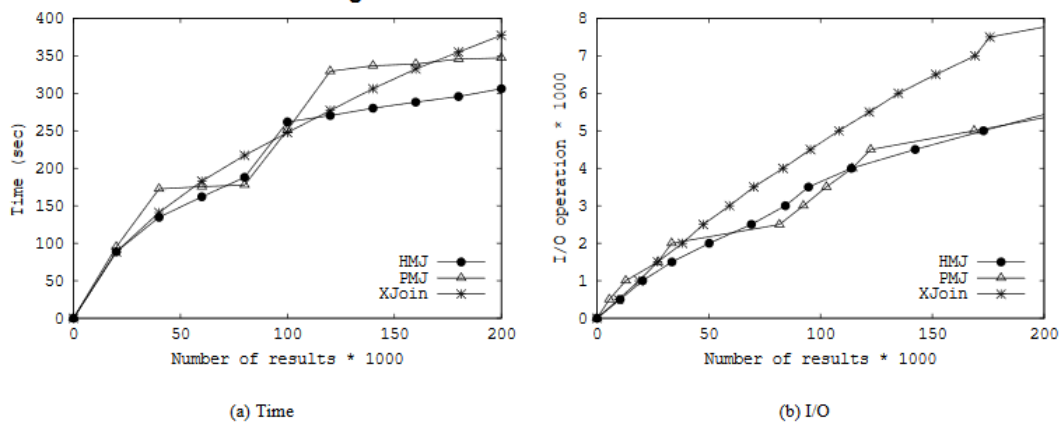 400
350
300
250
200
150
100
50
0
Time (sec)
HMJ
PMJ
XJoin
0 50 100 150 200
Number of results * 1000
(a) Time
8
7
6
5
4
3
2
1
0
I/O operation * 1000
HMJ
PMJ
XJoin
0 50 100 150 200
Number of results * 1000
(b) I/O